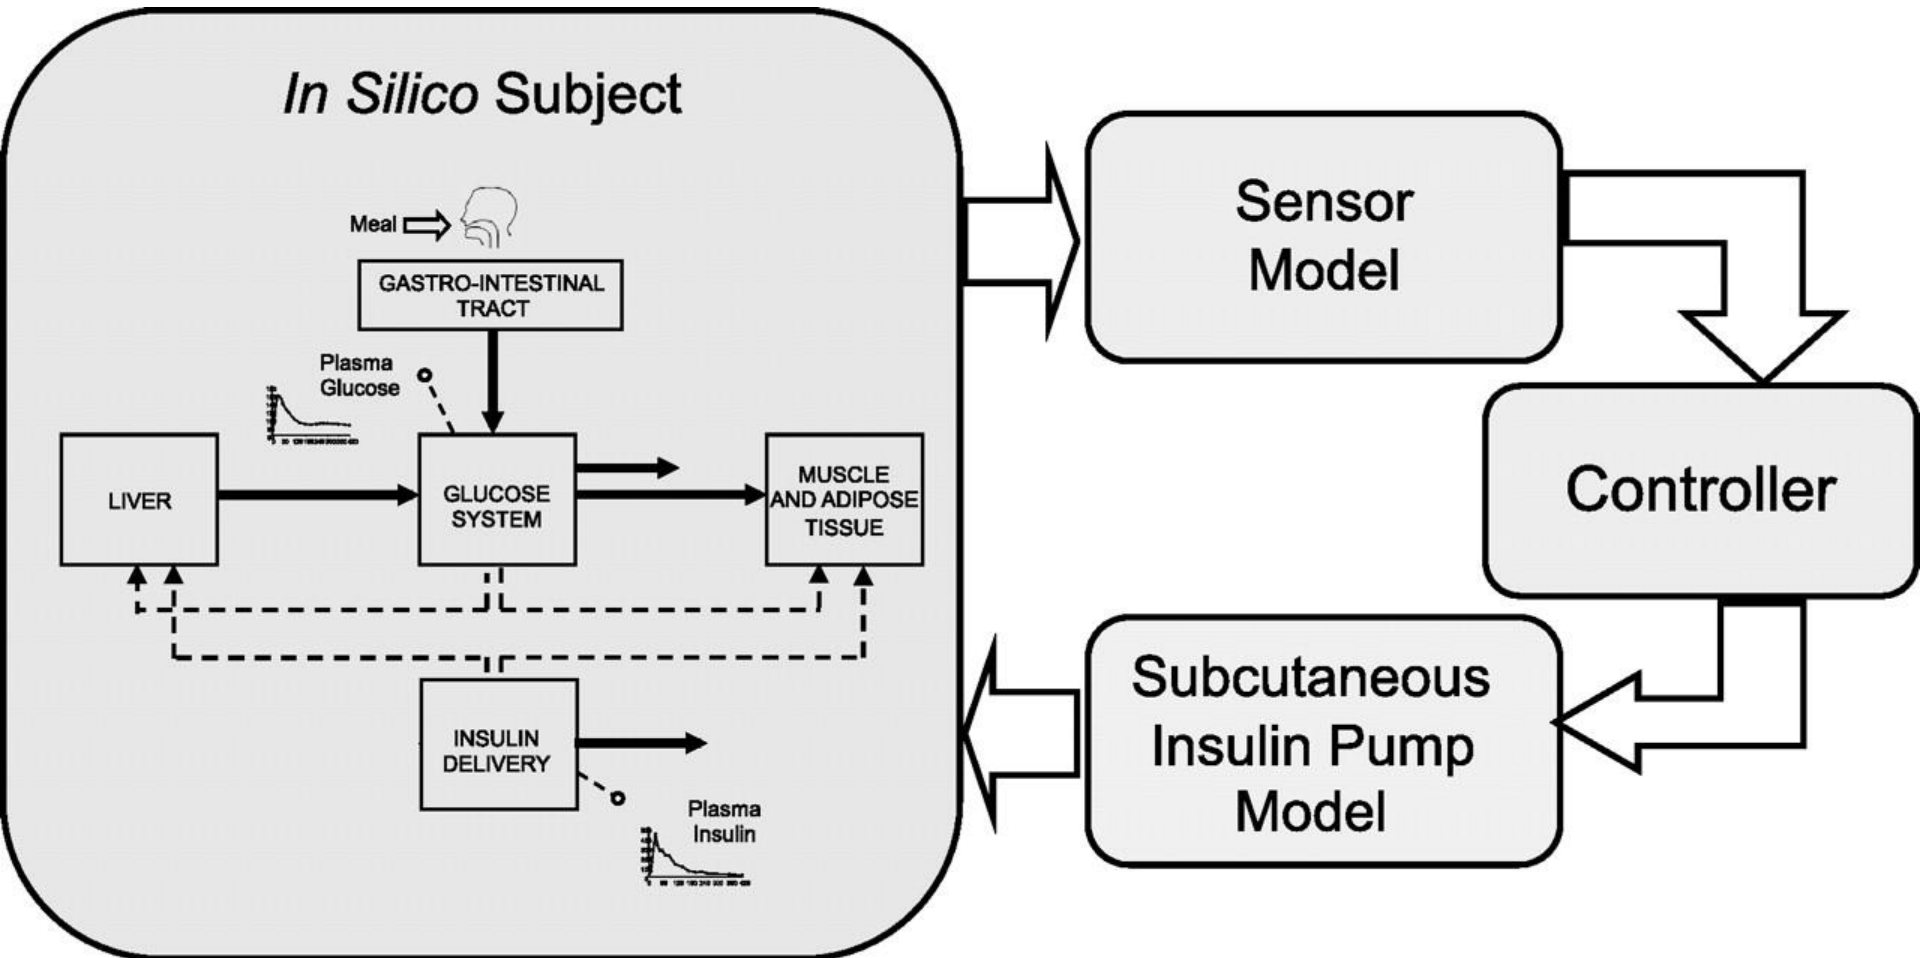 In Silico Subject
Meal
GASTRO-INTESTINAL
TRACT
Plasma
Glucose
LIVER
GLUCOSE
SYSTEM
MUSCLE
AND ADIPOSE
TISSUE
INSULIN
DELIVERY
Plasma
Insulin
Sensor
Model
Controller
Subcutaneous
Insulin Pump
Model